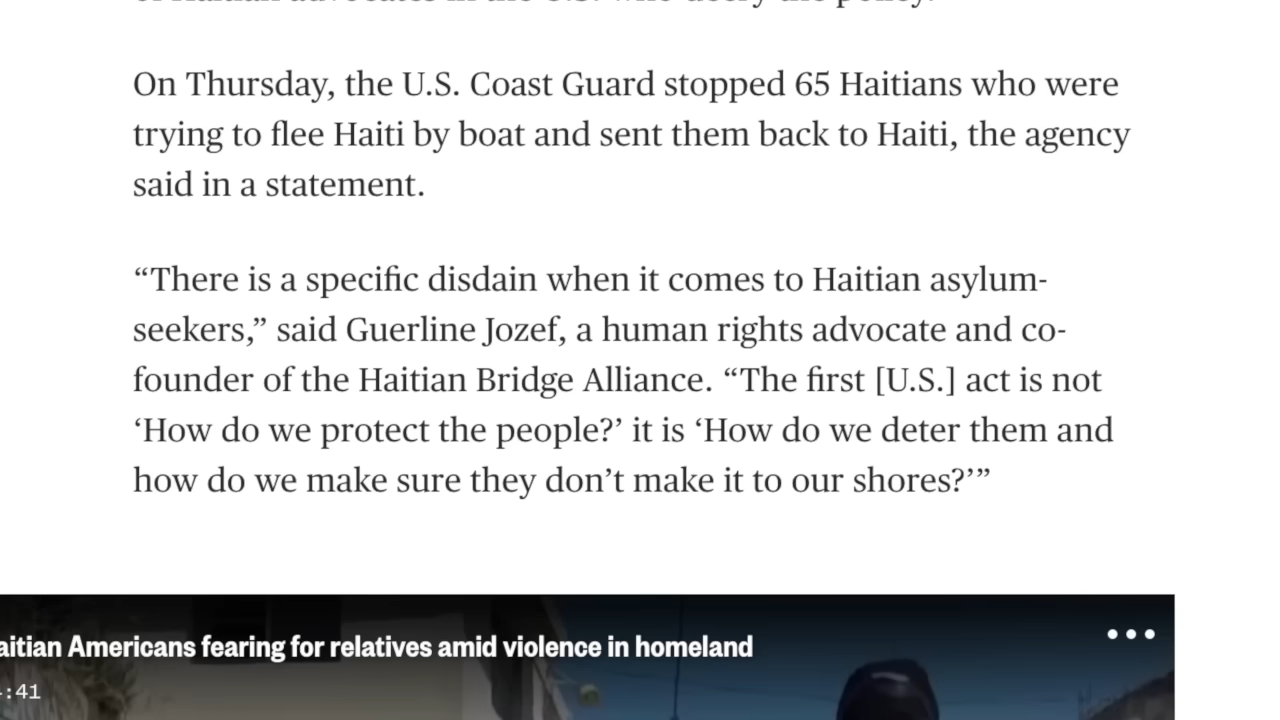 On Thursday, the U.S. Coast Guard stopped 65 Haitians who were
trying to flee Haiti by boat and sent them back to Haiti, the agency
said in a statement.
“There is a specific disdain when it comes to Haitian asylum-
seekers,” said Guerline Jozef, a human rights advocate and co-
founder of the Haitian Bridge Alliance. “The first [U.S.] act is not
‘How do we protect the people?’ it is ‘How do we deter them and
how do we make sure they don’t make it to our shores?’”
aitian Americans fearing for relatives amid violence in homeland
:41